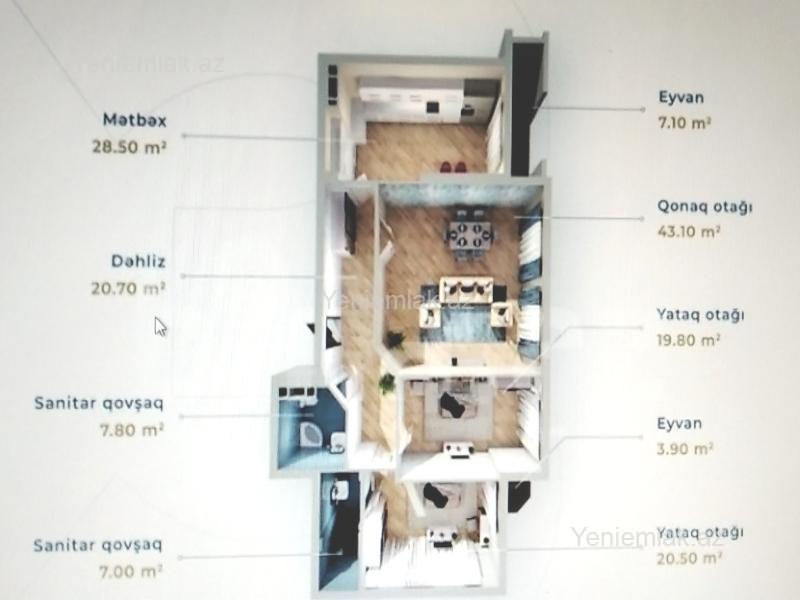 Yeniemlak.az
Mətbəx
28.50 m²
Dəhliz
20.70 m²
Sanitar qovşaq
7.80 m²
Sanitar qovşaq
7.00 m²
Eyvan
7.10 m²
Qonaq otağı
43.10 m²
Yataq otağı
19.80 m²
Eyvan
3.90 m²
Yataq otağı
20.50 m²
Yeniemlak.az
Yeniemlak.az